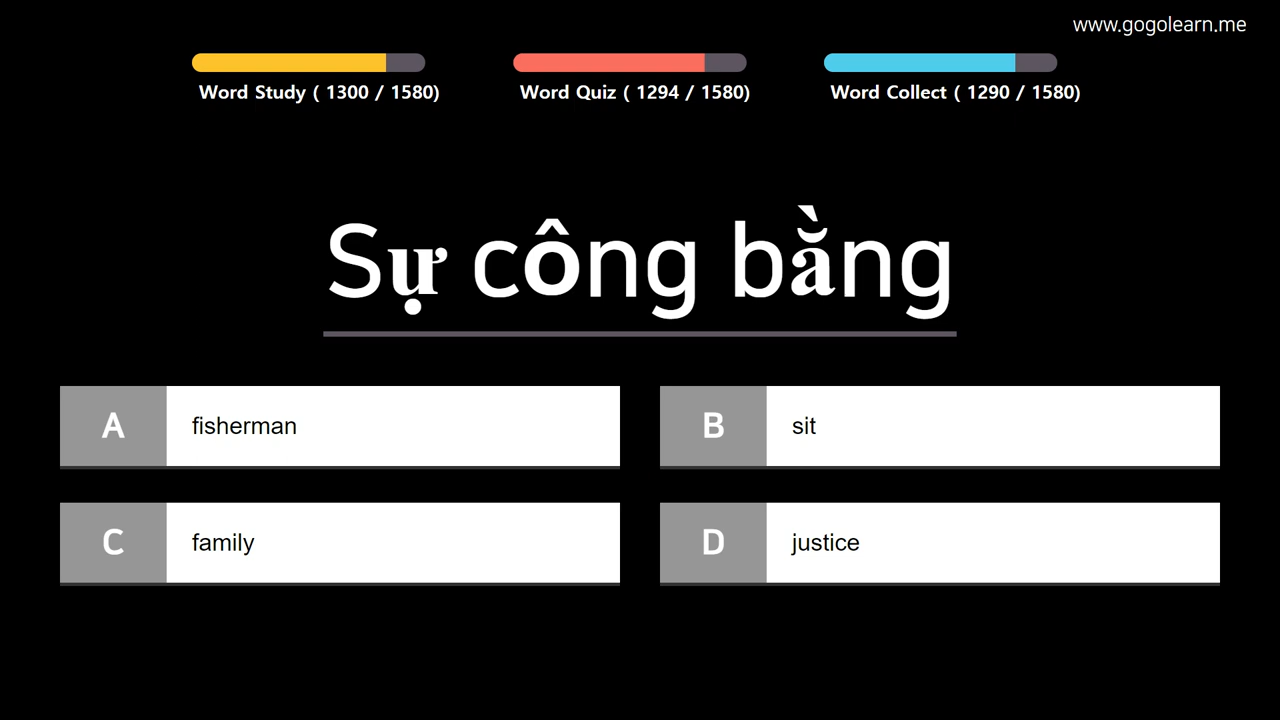 www.gogolearn.me
Word Study ( 1300 / 1580)
Word Quiz ( 1294 / 1580)
Word Collect ( 1290 / 1580)
Sự công bằng
A fisherman
B sit
C family
D justice